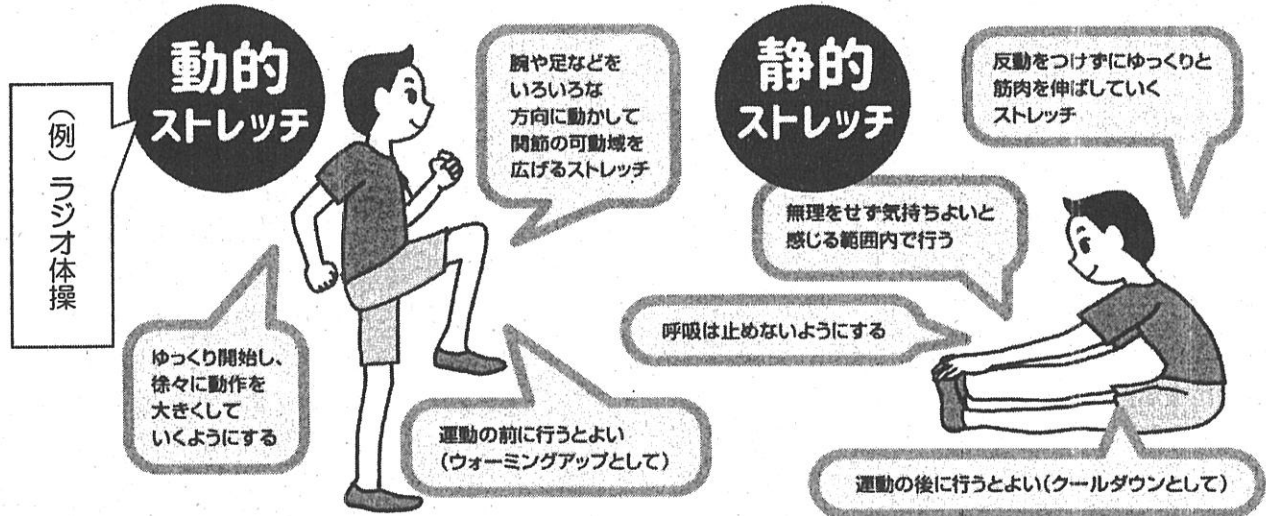 動的
ストレッチ
(例)ラジオ体操
腕や足などを
いろいろな
方向に動かして
関節の可動域を
広げるストレッチ
ゆっくり開始し、
徐々に動作を
大きくして
いくようにする
運動の前に行うとよい
(ウォーミングアップとして)
静的
ストレッチ
反動をつけずにゆっくりと
筋肉を伸ばしていく
ストレッチ
無理をせず気持ちよいと
感じる範囲内で行う
呼吸は止めないようにする
運動の後に行うとよい(クールダウンとして)